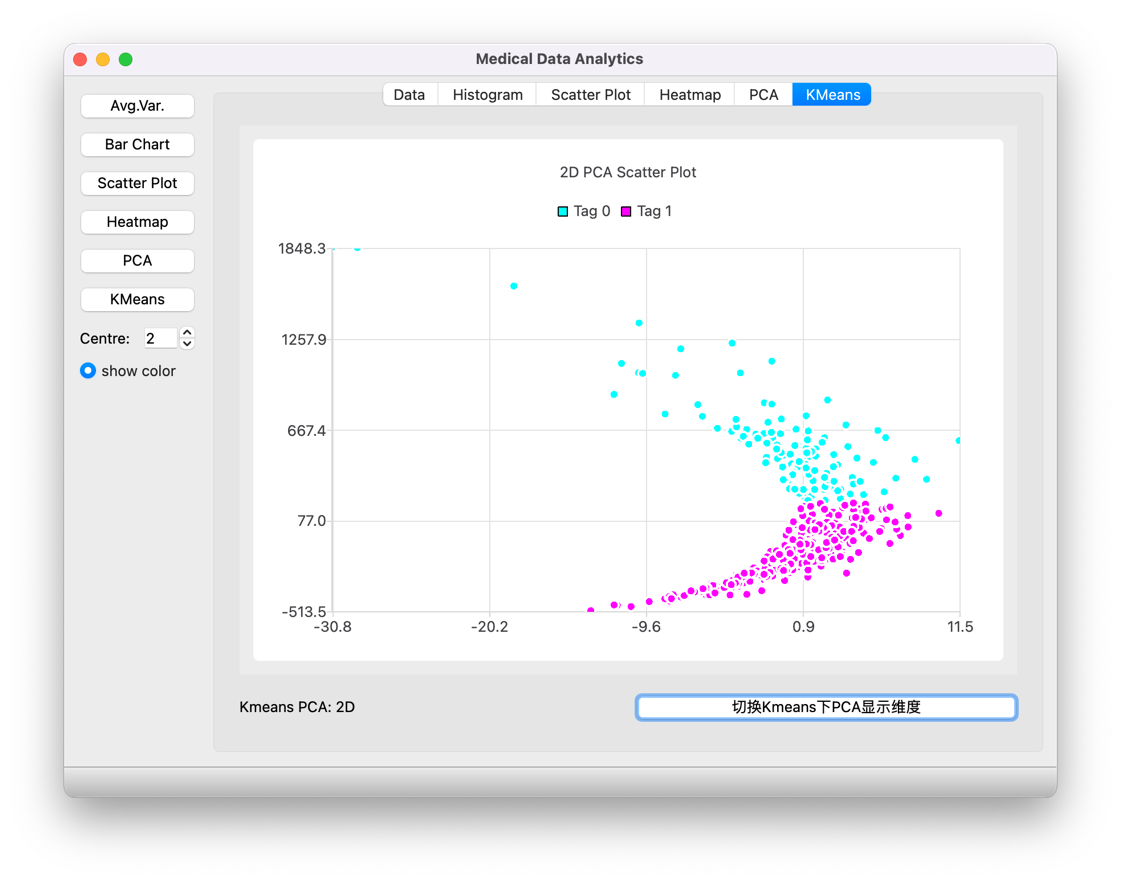 Medical Data Analytics
Data Histogram Scatter Plot Heatmap PCA KMeans
Avg.Var.
Bar Chart
Scatter Plot
Heatmap
PCA
KMeans
Centre: 2
show color
2D PCA Scatter Plot
Tag 0 Tag 1
1848.3
1257.9
667.4
77.0
-513.5
-30.8 -20.2 -9.6 0.9 11.5
Kmeans PCA: 2D
切换Kmeans下PCA显示维度